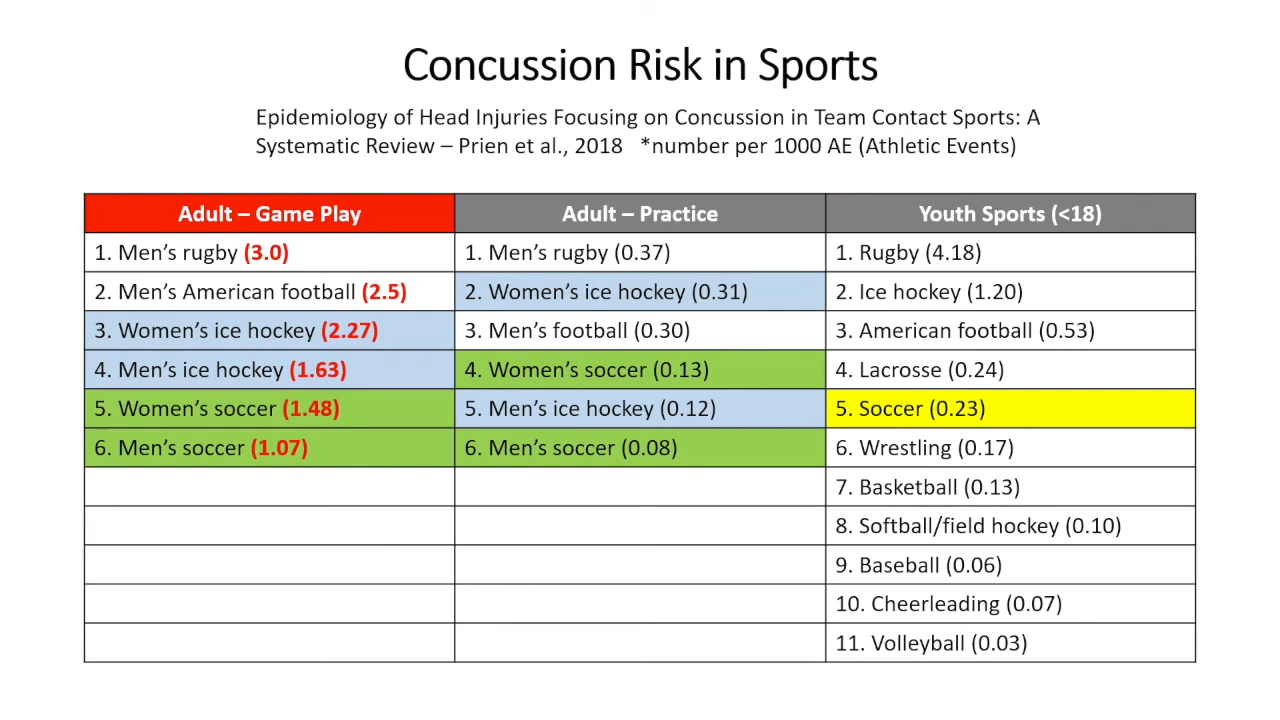 Concussion Risk in Sports
Epidemiology of Head Injuries Focusing on Concussion in Team Contact Sports: A
Systematic Review – Prien et al., 2018 *number per 1000 AE (Athletic Events)
Adult – Game Play Adult – Practice Youth Sports (<18)
1. Men’s rugby (3.0) 1. Men’s rugby (0.37) 1. Rugby (4.18)
2. Men’s American football (2.5) 2. Women’s ice hockey (0.31) 2. Ice hockey (1.20)
3. Women’s ice hockey (2.27) 3. Men’s football (0.30) 3. American football (0.53)
4. Men’s ice hockey (1.63) 4. Women’s soccer (0.13) 4. Lacrosse (0.24)
5. Women’s soccer (1.48) 5. Men’s ice hockey (0.12) 5. Soccer (0.23)
6. Men’s soccer (1.07) 6. Men’s soccer (0.08) 6. Wrestling (0.17)
7. Basketball (0.13)
8. Softball/field hockey (0.10)
9. Baseball (0.06)
10. Cheerleading (0.07)
11. Volleyball (0.03)